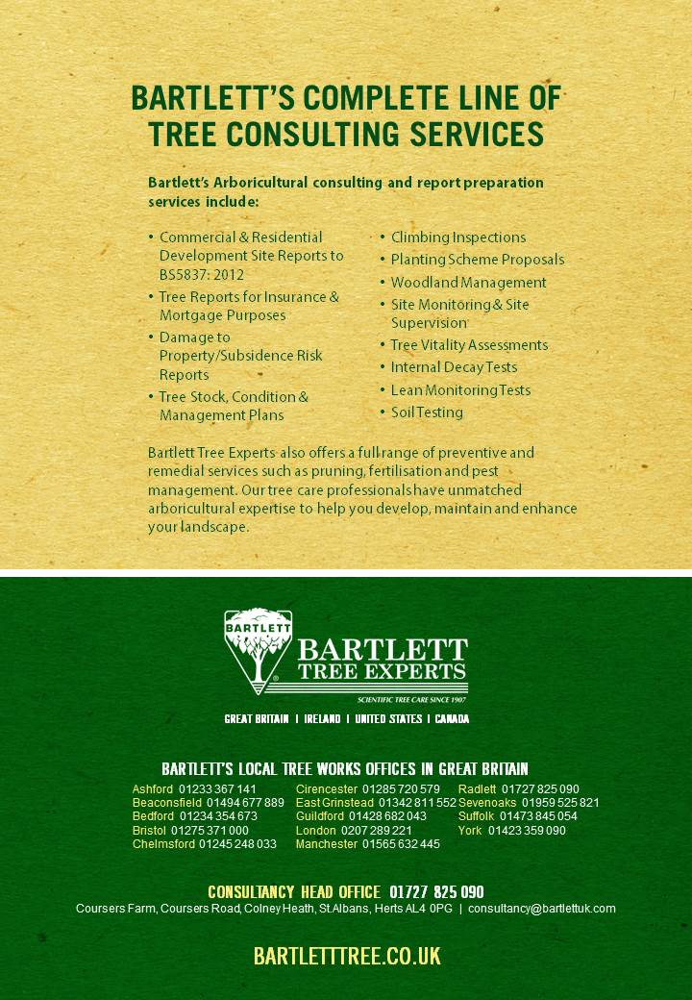 BARTLETT'S COMPLETE LINE OF
TREE CONSULTING SERVICES
Bartlett's Arboricultural consulting and report preparation
services include:
• Commercial & Residential
Development Site Reports to
BS5837: 2012
• Tree Reports for Insurance &
Mortgage Purposes
• Damage to
Property/Subsidence Risk
Reports
• Tree Stock, Condition &
Management Plans
• Climbing Inspections
• Planting Scheme Proposals
• Woodland Management
• Site Monitoring & Site
Supervision
• Tree Vitality Assessments
• Internal Decay Tests
• Lean Monitoring Tests
• Soil Testing
Bartlett Tree Experts also offers a full range of preventive and
remedial services such as pruning, fertilisation and pest
management. Our tree care professionals have unmatched
arboricultural expertise to help you develop, maintain and enhance
your landscape.
BARTLETT
®
BARTLETT
TREE EXPERTS
SCIENTIFIC TREE CARE SINCE 1907
GREAT BRITAIN | IRELAND | UNITED STATES | CANADA
BARTLETT'S LOCAL TREE WORKS OFFICES IN GREAT BRITAIN
Ashford 01233 367 141
Beaconsfield 01494 677 889
Bedford 01234 354 673
Bristol 01275 371 000
Chelmsford 01245 248 033
Cirencester 01285 720 579
East Grinstead 01342 811 552
Guildford 01428 682 043
London 0207 289 221
Manchester 01565 632 445
Radlett 01727 825 090
Sevenoaks 01959 525 821
Suffolk 01473 845 054
York 01423 359 090
CONSULTANCY HEAD OFFICE 01727 825 090
Coursers Farm, Coursers Road, Colney Heath, St.Albans, Herts AL4 0PG | consultancy@bartlettuk.com
BARTLETTTREE.CO.UK